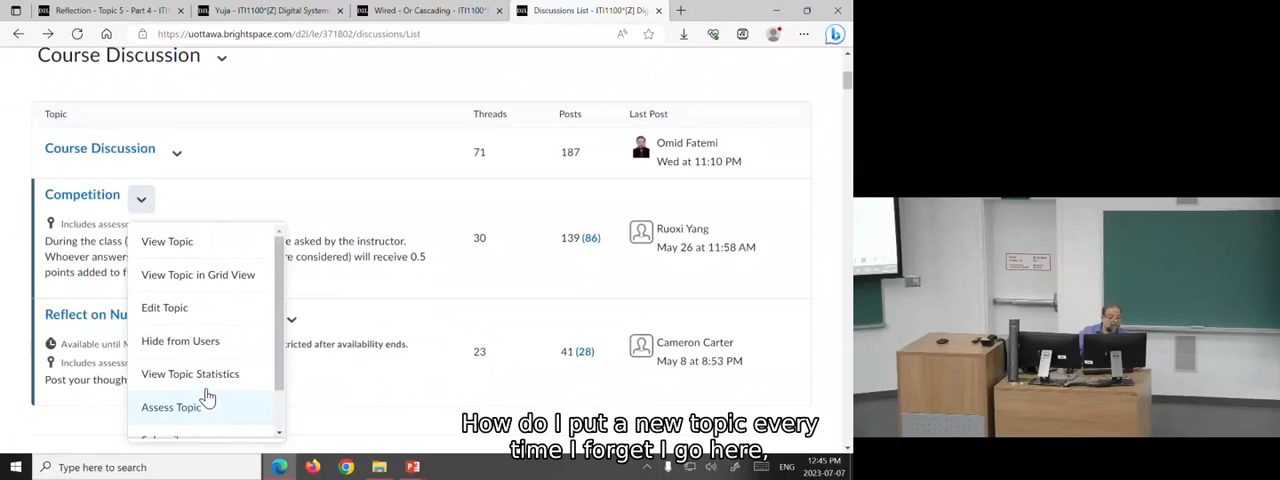 Reflection - Topic 5 - Part 4 - ITI1
Yuja - ITI1100*[Z] Digital System
Wired - Or Cascading - ITI1100*
Discussions List - ITI1100*[Z] Dig
https://uottawa.brightspace.com/d2l/le/371802/discussions/List
Course Discussion
Topic
Threads
Posts
Last Post
Course Discussion
71
187
Omid Fatemi
Wed at 11:10 PM
Competition
Includes assessm
During the class (
e asked by the instructor.
Whoever answers
re considered) will receive 0.5
points added to f
30
139 (86)
Ruoxi Yang
May 26 at 11:58 AM
View Topic
View Topic in Grid View
Edit Topic
Hide from Users
View Topic Statistics
Assess Topic
Reflect on Nu
Available until M
tricted after availability ends.
Includes assessm
Post your though
23
41 (28)
Cameron Carter
May 8 at 8:53 PM
How do I put a new topic every
time I forget I go here,
Type here to search
ENG
12:45 PM
2023-07-07